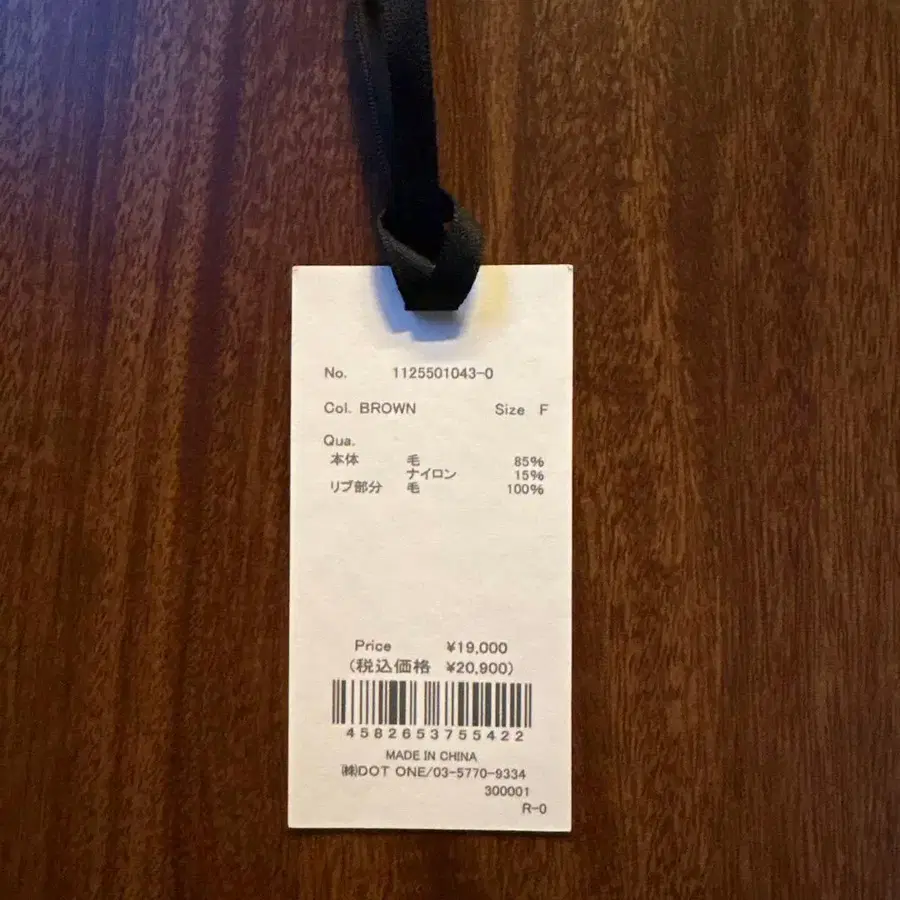 No. 1125501043-0
Col. BROWN Size F
Qua.
本体 毛 85%
ナイロン 15%
リブ部分 毛 100%
Price ¥19,000
(税込価格 ¥20,900)
4582653755422
MADE IN CHINA
㈱DOT ONE/03-5770-9334
300001
R-0